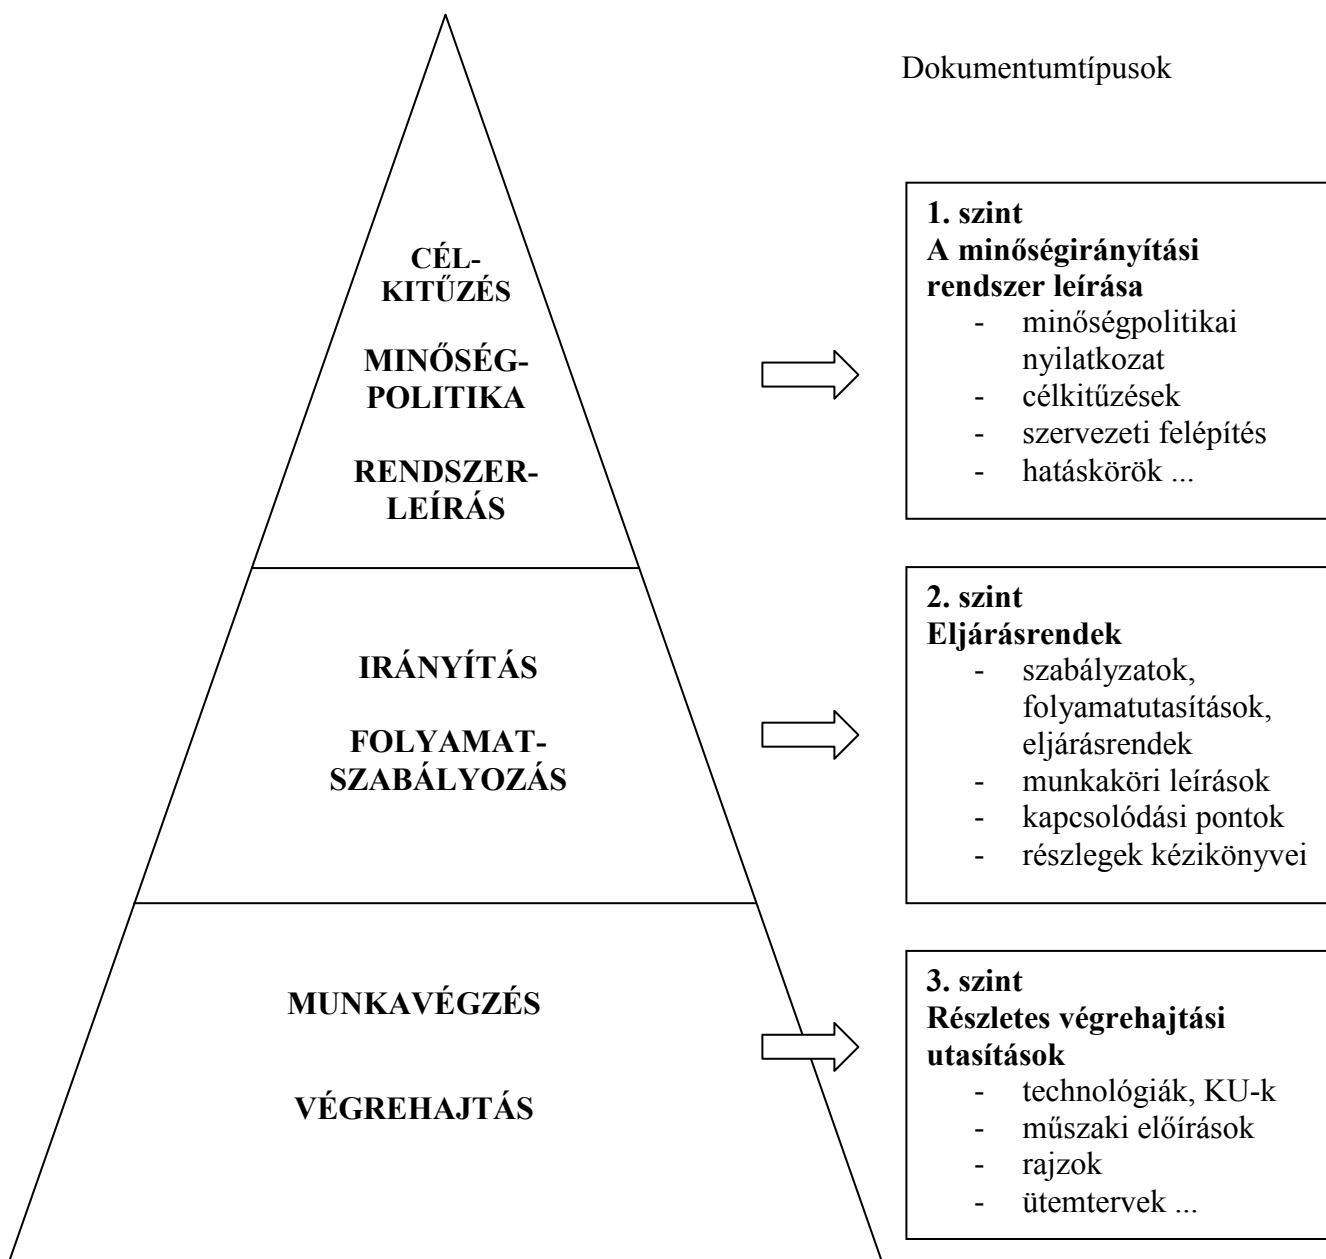 Dokumentumtípusok
CÉL-
KITŰZÉS
MINŐSÉG-
POLITIKA
RENDSZER-
LEÍRÁS
1. szint
A minőségirányítási
rendszer leírása
- minőségpolitikai
nyilatkozat
- célkitűzések
- szervezeti felépítés
- hatáskörök ...
IRÁNYÍTÁS
FOLYAMAT-
SZABÁLYOZÁS
2. szint
Eljárásrendek
- szabályzatok,
folyamatutasítások,
eljárásrendek
- munkaköri leírások
- kapcsolódási pontok
- részlegek kézikönyvei
MUNKAVÉGZÉS
VÉGREHAJTÁS
3. szint
Részletes végrehajtási
utasítások
- technológiák, KU-k
- műszaki előírások
- rajzok
- ütemtervek ...